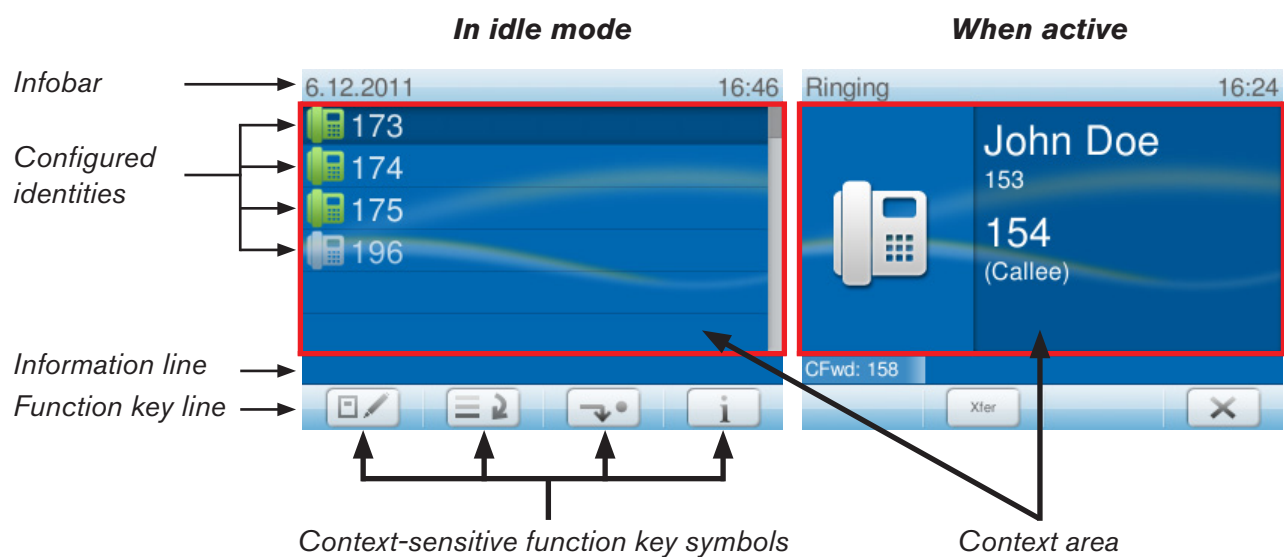 In idle mode
When active
Infobar
6.12.2011 16:46
Ringing 16:24
Configured
identities
173
174
175
196
John Doe
153
154
(Callee)
Information line
CFwd: 158
Function key line
i
Xfer
Context-sensitive function key symbols
Context area